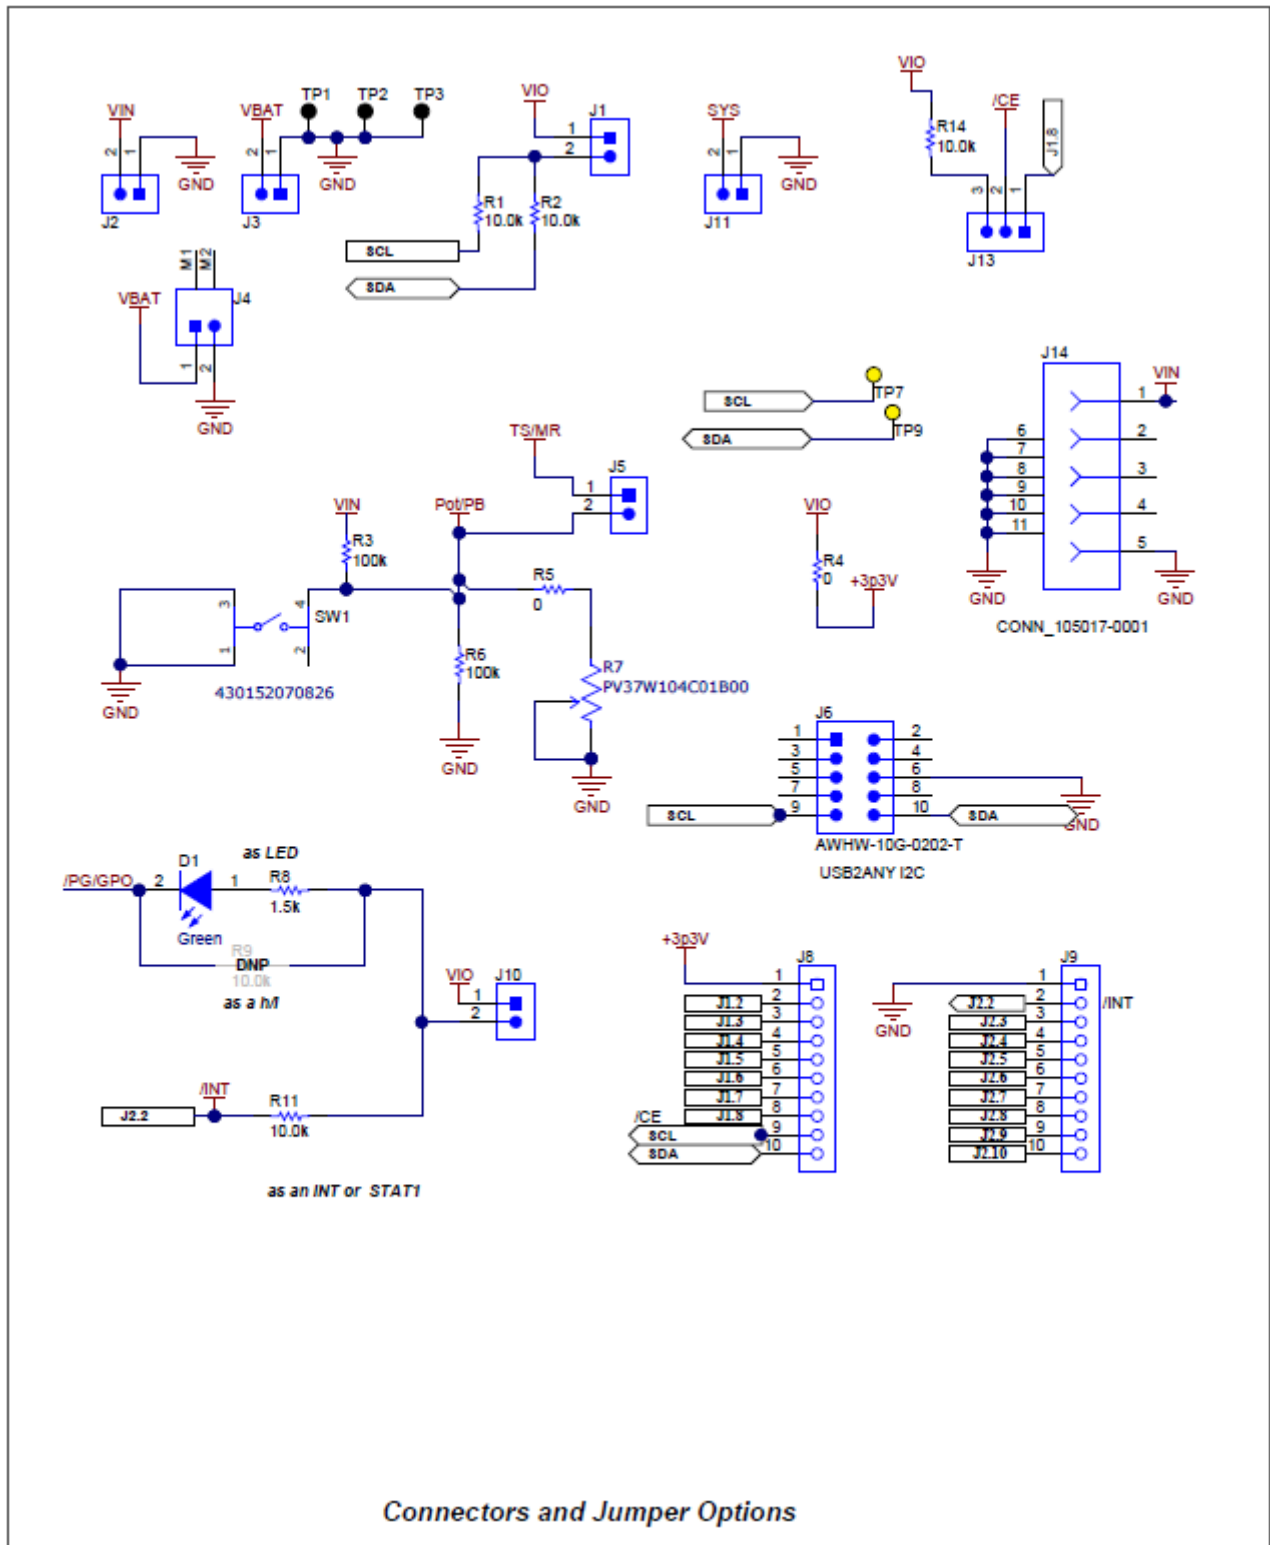 VIN
2
1
GND
J2
VBAT
2
1
J3
TP1
TP2
TP3
GND
VIO
J1
1
2
R1
10.0k
R2
10.0k
SCL
SDA
SYS
2
1
GND
J11
VIO
R14
10.0k
/CE
J1.8
3
2
1
J13
M1
M2
VBAT
J4
1
2
GND
SCL
TP7
SDA
TP9
J14
VIN
1
2
3
4
5
6
7
8
9
10
11
GND
GND
CONN_105017-0001
TS/MR
J5
1
2
VIN
R3
100k
Pot/PB
R5
0
3
4
1
2
SW1
430152070826
GND
R6
100k
GND
R7
PV37W104C01B00
GND
VIO
R4
0
+3p3V
J6
1
2
3
4
5
6
7
8
9
10
SCL
SDA
GND
AWHW-10G-0202-T
USB2ANY I2C
/PG/GPO
2
D1
1
Green
as LED
R8
1.5k
R9
DNP
10.0k
as a h/l
VIO
J10
1
2
J2.2
/INT
R11
10.0k
as an INT or STAT1
+3p3V
J8
1
J1.2
2
J1.3
3
J1.4
4
J1.5
5
J1.6
6
J1.7
7
J1.8
8
/CE
SCL
9
SDA
10
J9
1
GND
J2.2
2
/INT
J2.3
3
J2.4
4
J2.5
5
J2.6
6
J2.7
7
J2.8
8
J2.9
9
J2.10
10
Connectors and Jumper Options